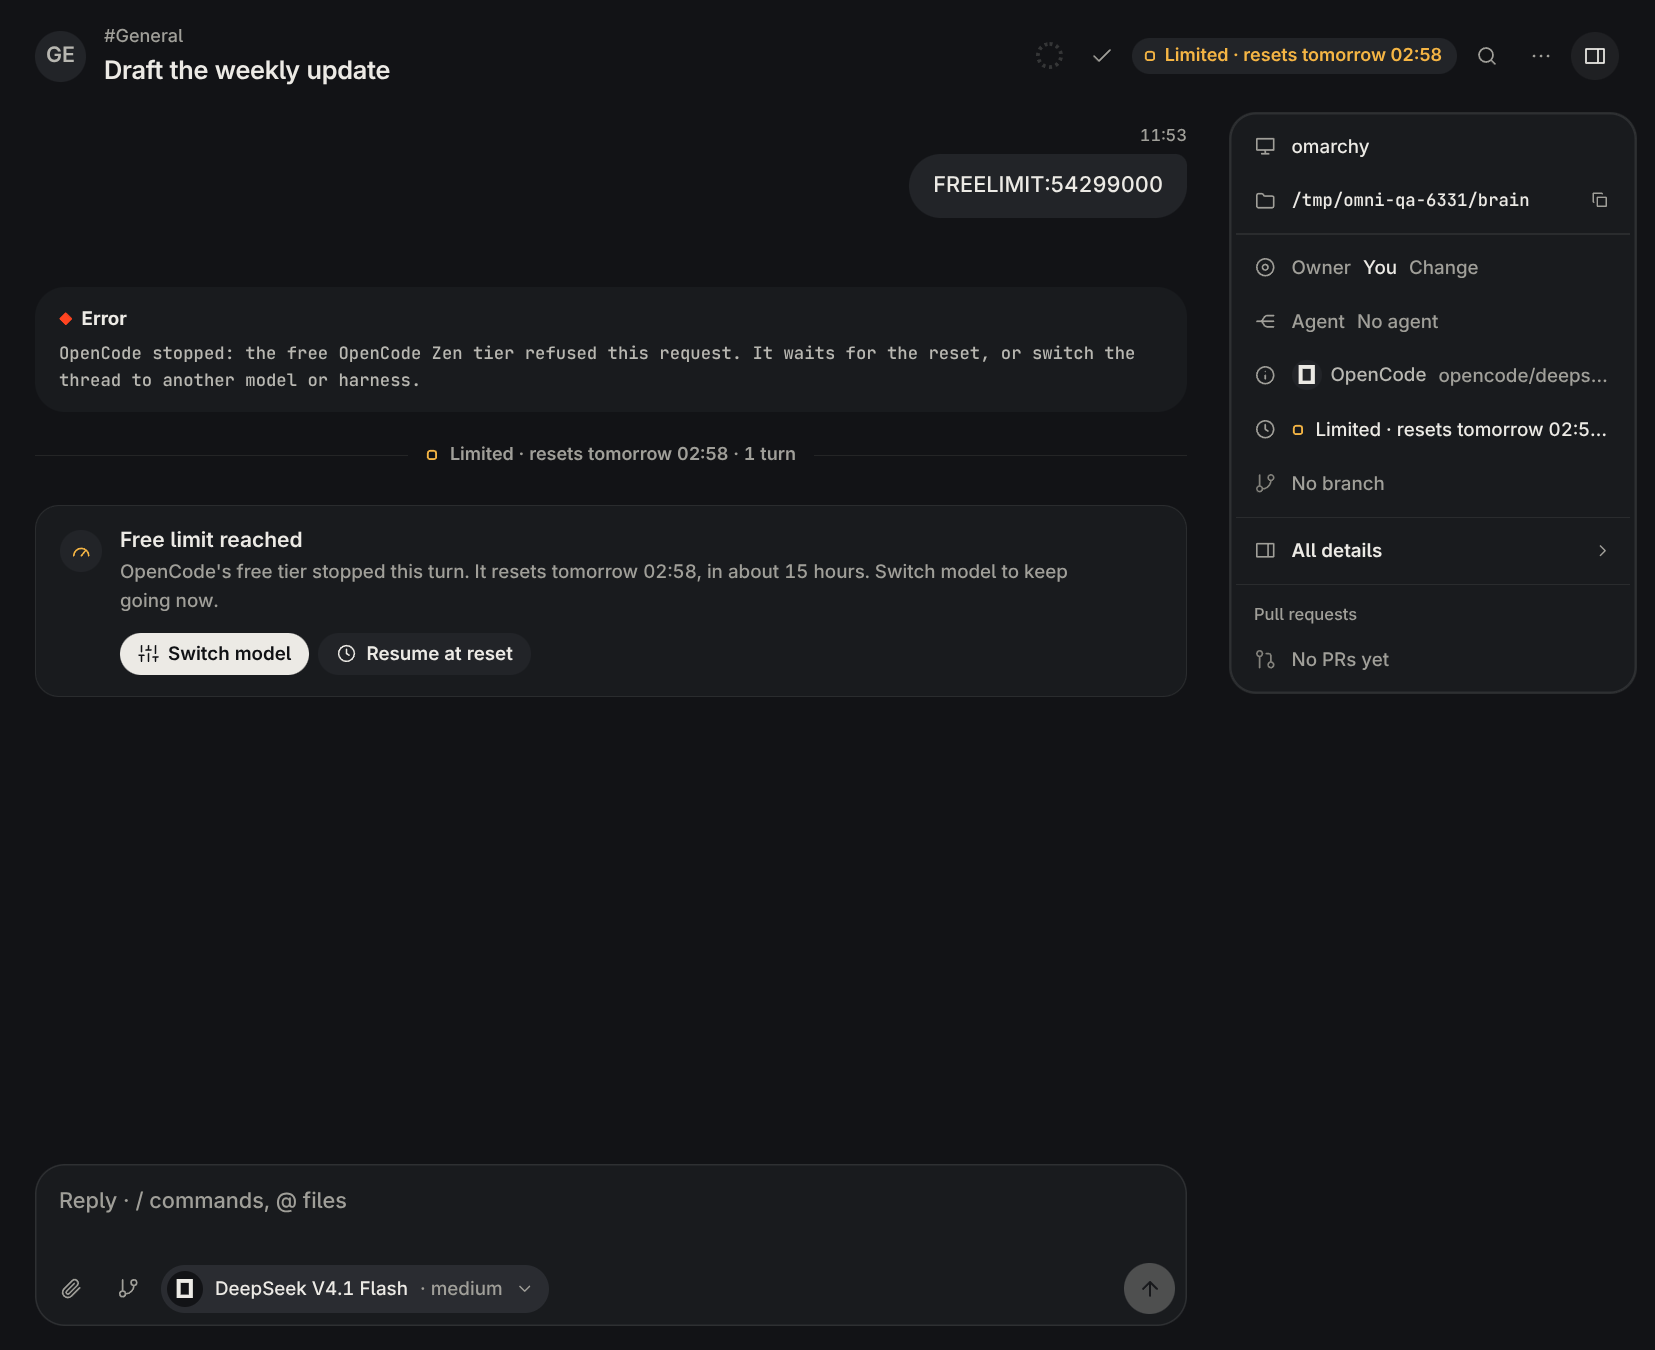 GE
#General
Draft the weekly update
Limited · resets tomorrow 02:58
11:53
FREELIMIT:54299000
Error
OpenCode stopped: the free OpenCode Zen tier refused this request. It waits for the reset, or switch the
thread to another model or harness.
Limited · resets tomorrow 02:58 · 1 turn
Free limit reached
OpenCode's free tier stopped this turn. It resets tomorrow 02:58, in about 15 hours. Switch model to keep
going now.
Switch model
Resume at reset
omarchy
/tmp/omni-qa-6331/brain
Owner You Change
Agent No agent
OpenCode opencode/deeps...
Limited · resets tomorrow 02:5...
No branch
All details
Pull requests
No PRs yet
Reply · / commands, @ files
DeepSeek V4.1 Flash · medium